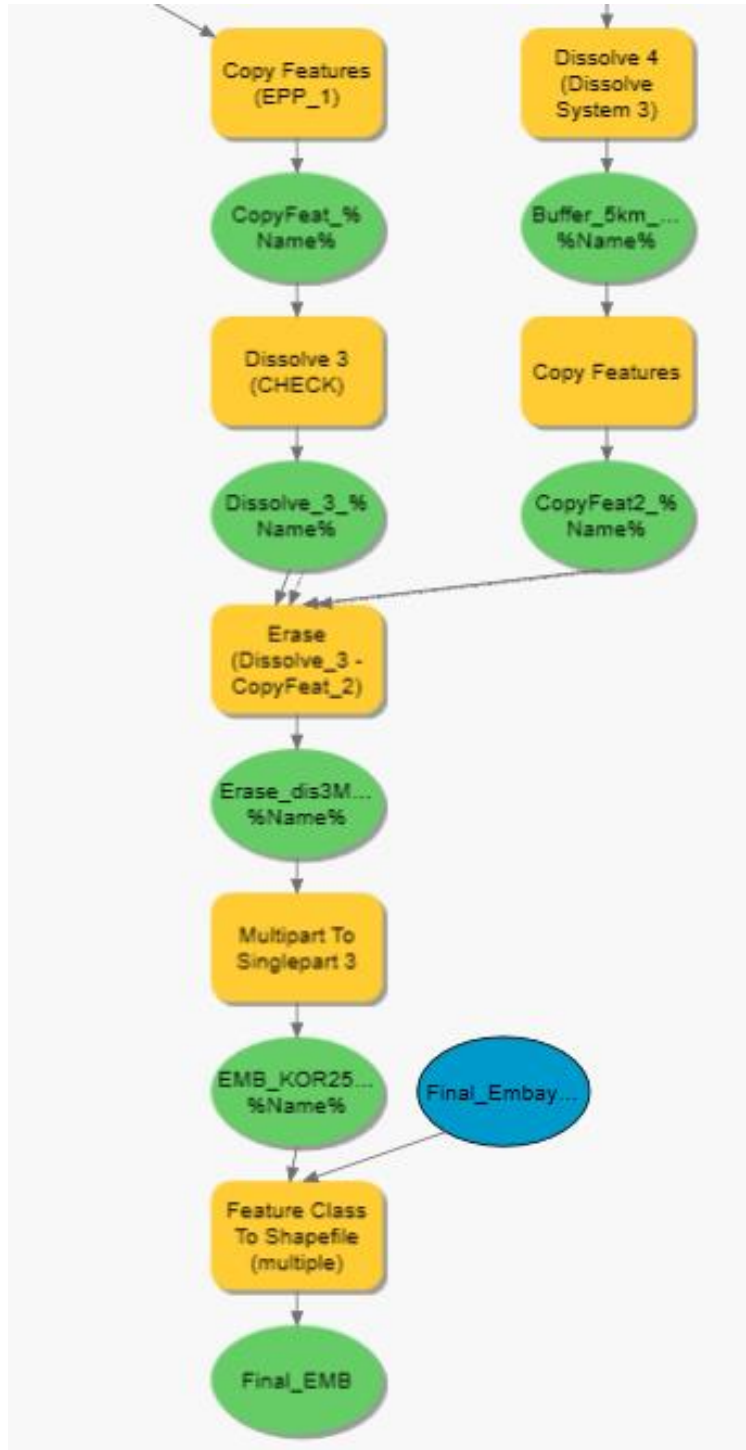 Copy Features
(EPP_1)
Dissolve 4
(Dissolve
System 3)
CopyFeat_%
Name%
Buffer_5km_...
%Name%
Dissolve 3
(CHECK)
Copy Features
Dissolve_3_%
Name%
CopyFeat2_%
Name%
Erase
(Dissolve_3 -
CopyFeat_2)
Erase_dis3M...
%Name%
Multipart To
Singlepart 3
EMB_KOR25...
%Name%
Final_Embay...
Feature Class
To Shapefile
(multiple)
Final_EMB